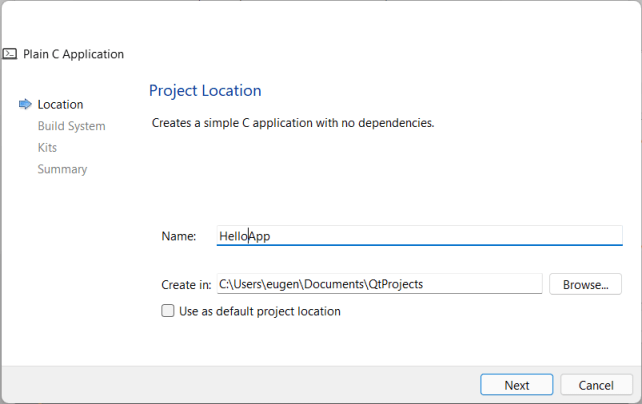 Plain C Application
Location
Build System
Kits
Summary
Project Location
Creates a simple C application with no dependencies.
Name: HelloApp
Create in: C:\Users\eugen\Documents\QtProjects Browse...
Use as default project location
Next Cancel